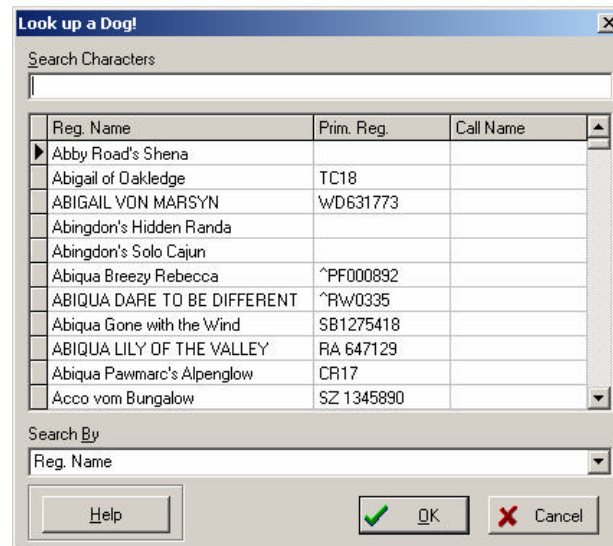 Look up a Dog!
Search Characters
Reg. Name Prim. Reg. Call Name
Abby Road's Shena
Abigail of Oakledge TC18
ABIGAIL VON MARSYN WD631773
Abingdon's Hidden Randa
Abingdon's Solo Cajun
Abiqua Breezy Rebecca ^PF000892
ABIQUA DARE TO BE DIFFERENT ^RW0335
Abiqua Gone with the Wind SB1275418
ABIQUA LILY OF THE VALLEY RA 647129
Abiqua Pawmarc's Alpenglow CR17
Acco vom Bungalow SZ 1345890
Search By
Reg. Name
Help OK Cancel